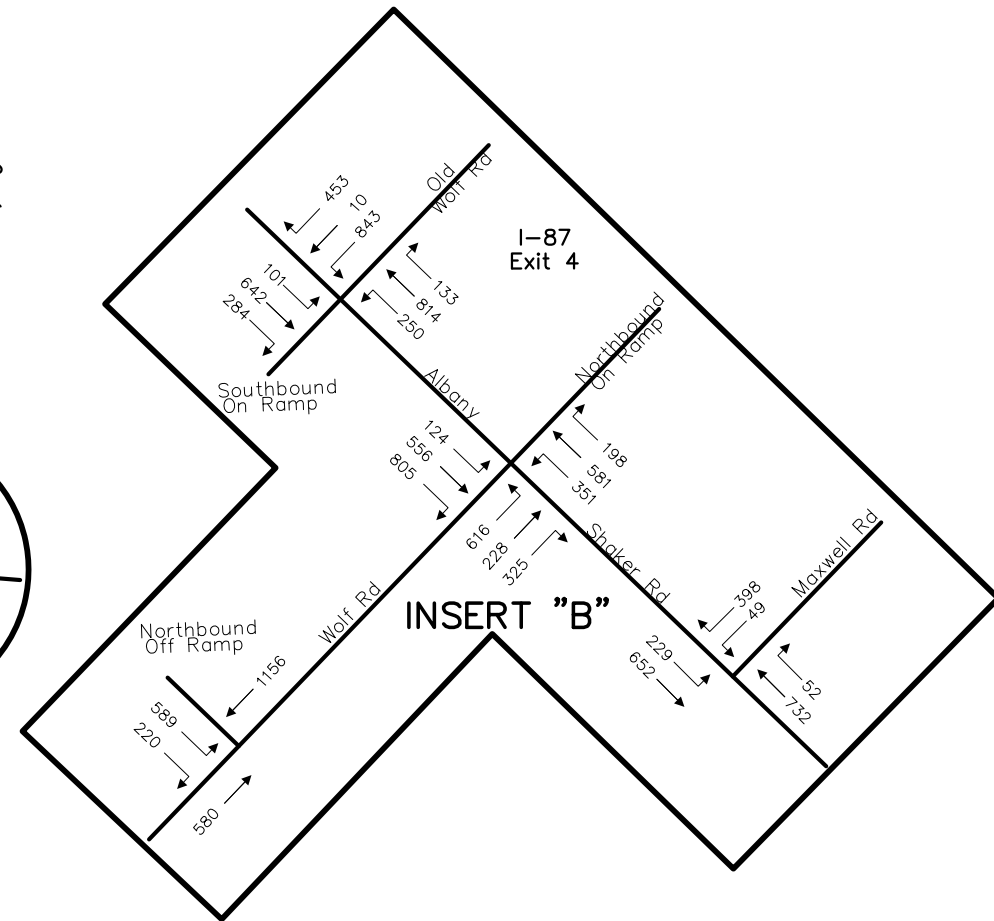 Old
Wolf Rd
453
10
843
I-87
Exit 4
101
642
284
133
814
250
Southbound
On Ramp
Albany
Northbound
On Ramp
124
556
805
198
581
351
616
228
325
Shaker Rd
Maxwell Rd
INSERT "B"
Wolf Rd
398
49
Northbound
Off Ramp
229
652
1156
52
732
589
220
580